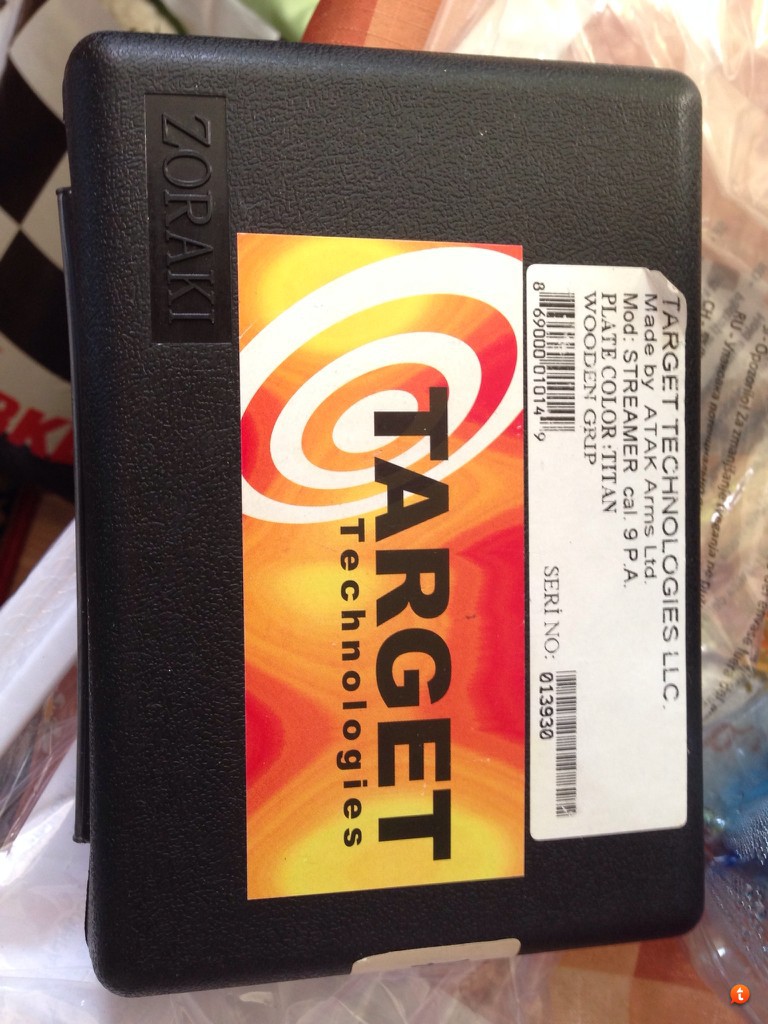 ZORAKI
TARGET
Technologies
TARGET TECHNOLOGIES LLC.
Made by ATAK Arms Ltd.
Mod: STREAMER cal. 9 P.A.
PLATE COLOR :TITAN
WOODEN GRIP
8 69000 01014 9
SERİ NO: 013930